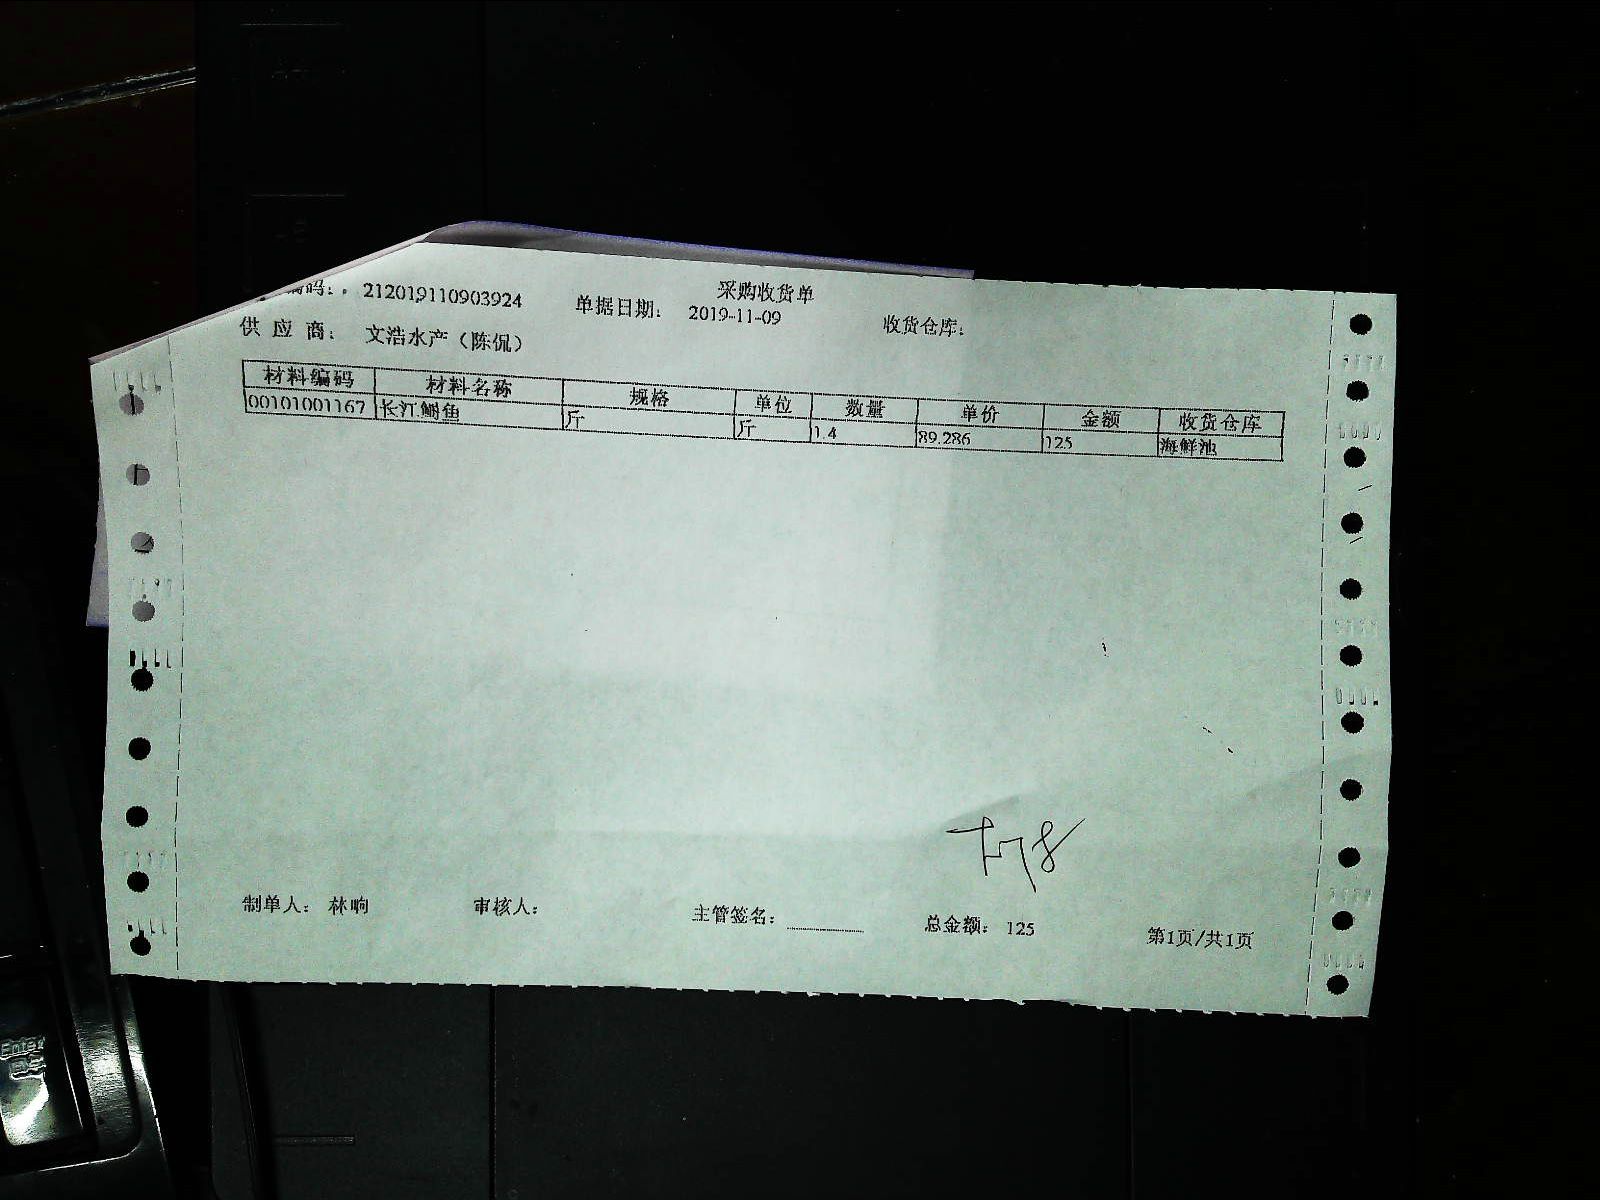 采购收货单
编码: 212019110903924 单据日期: 2019-11-09 收货仓库:
供应商: 文浩水产（陈侃）
材料编码 材料名称 规格 单位 数量 单价 金额 收货仓库
00101001167 长江鲥鱼 斤 斤 1.4 89.286 125 海鲜池
制单人: 林响 审核人: 主管签名: 总金额: 125 第1页/共1页
Enter